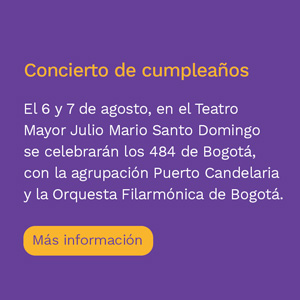 Concierto de cumpleaños
El 6 y 7 de agosto, en el Teatro
Mayor Julio Mario Santo Domingo
se celebrarán los 484 de Bogotá,
con la agrupación Puerto Candelaria
y la Orquesta Filarmónica de Bogotá.
Más información